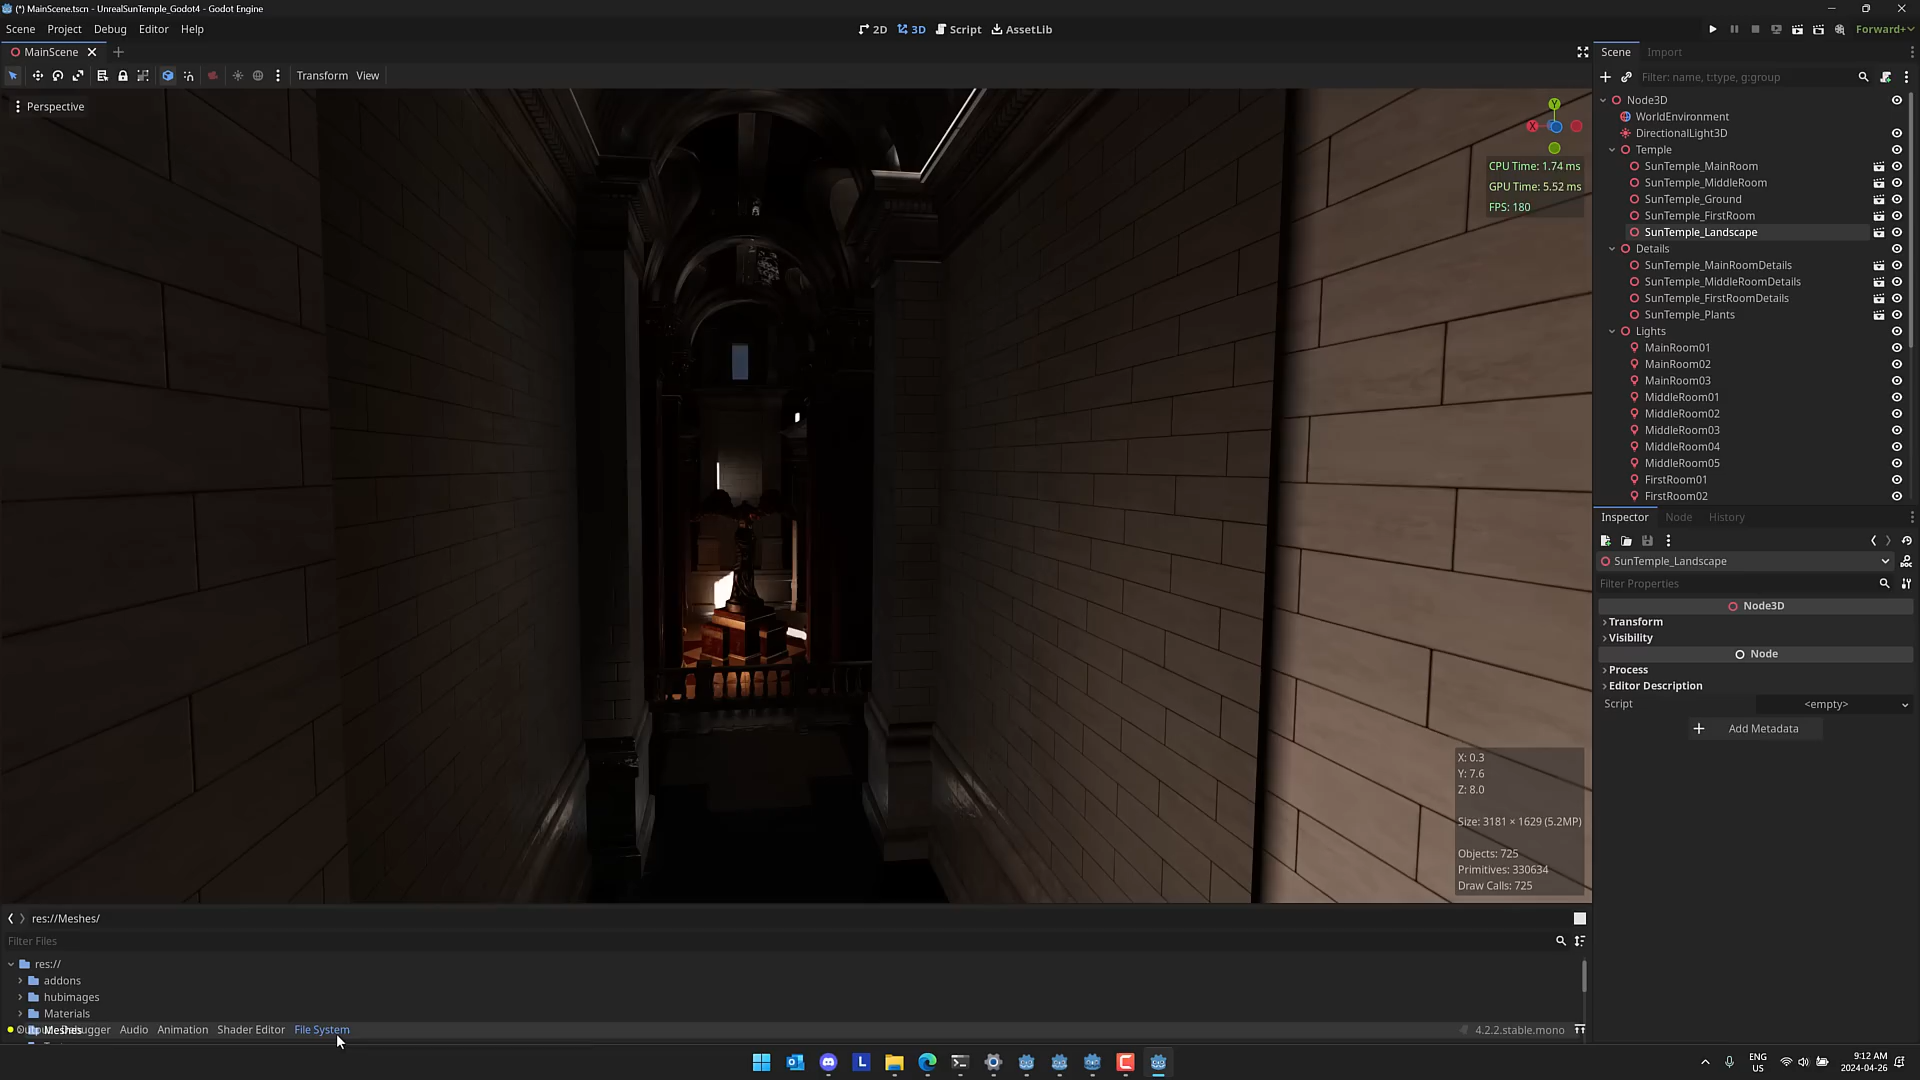 (*) MainScene.tscn - UnrealSunTemple_Godot4 - Godot Engine
Scene Project Debug Editor Help
2D 3D Script AssetLib
Forward+
MainScene
Transform View
Perspective
Y
X
CPU Time: 1.74 ms
GPU Time: 5.52 ms
FPS: 180
X: 0.3
Y: 7.6
Z: 8.0
Size: 3181 × 1629 (5.2MP)
Objects: 725
Primitives: 330634
Draw Calls: 725
Scene Import
Filter: name, t:type, g:group
Node3D
WorldEnvironment
DirectionalLight3D
Temple
SunTemple_MainRoom
SunTemple_MiddleRoom
SunTemple_Ground
SunTemple_FirstRoom
SunTemple_Landscape
Details
SunTemple_MainRoomDetails
SunTemple_MiddleRoomDetails
SunTemple_FirstRoomDetails
SunTemple_Plants
Lights
MainRoom01
MainRoom02
MainRoom03
MiddleRoom01
MiddleRoom02
MiddleRoom03
MiddleRoom04
MiddleRoom05
FirstRoom01
FirstRoom02
Inspector Node History
SunTemple_Landscape
DOC
Filter Properties
Node3D
Transform
Visibility
Node
Process
Editor Description
Script <empty>
Add Metadata
res://Meshes/
Filter Files
res://
addons
hubimages
Materials
Meshes
Audio Animation Shader Editor File System
4.2.2.stable.mono
L
ENG
US
9:12 AM
2024-04-26